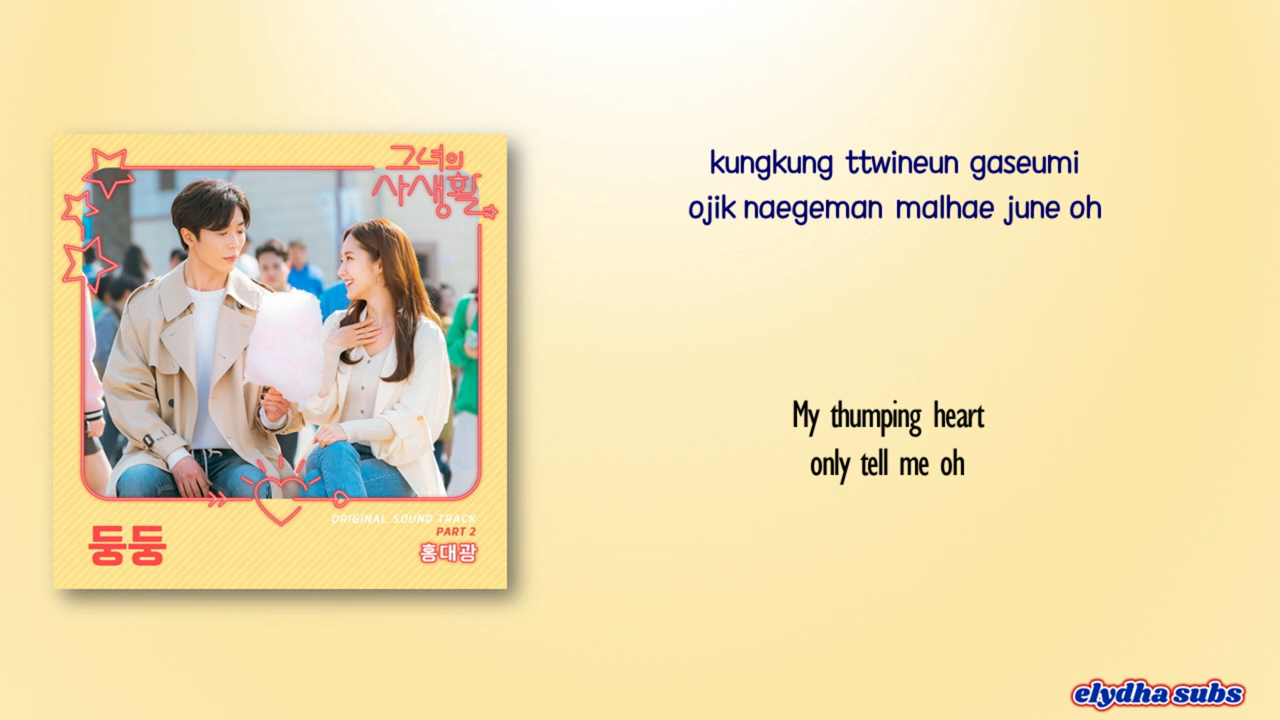 그녀의
사생활
ORIGINAL SOUND TRACK
PART 2
둥둥
홍대광
kungkung ttwineun gaseumi
ojik naegeman malhae june oh
My thumping heart
only tell me oh
elydha subs